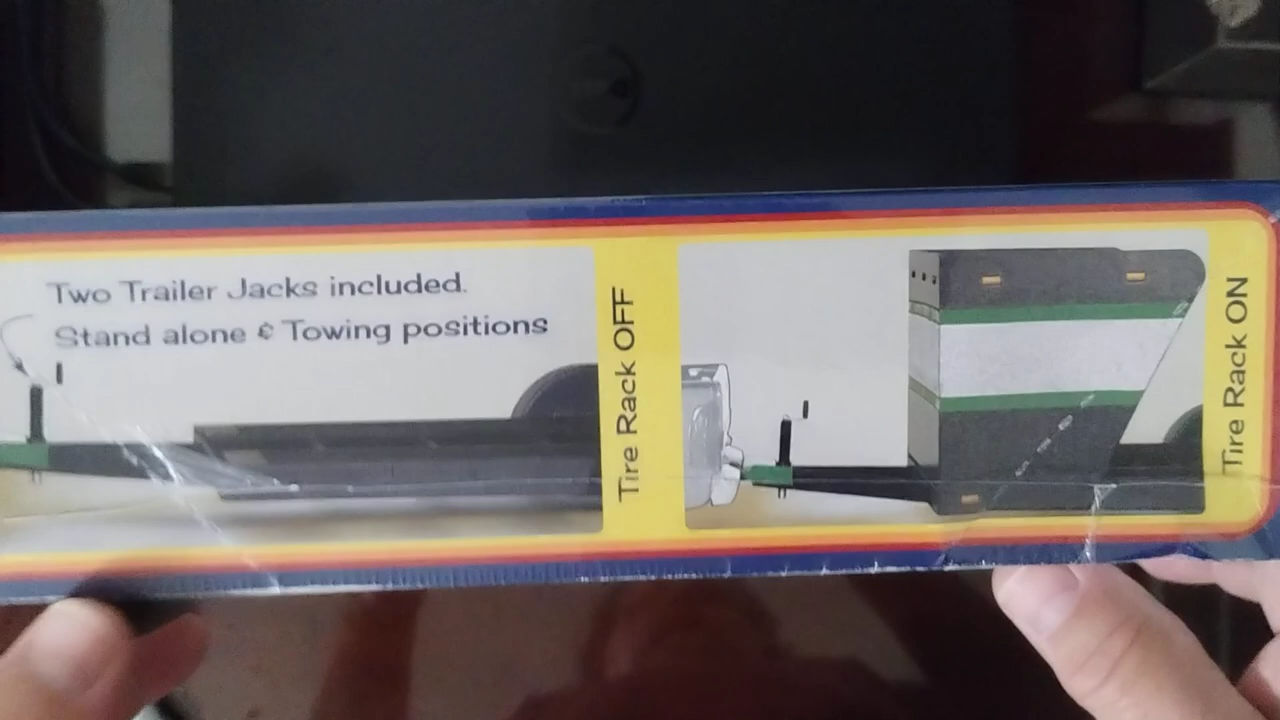 Two Trailer Jacks included.
Stand alone & Towing positions
Tire Rack OFF
Tire Rack ON